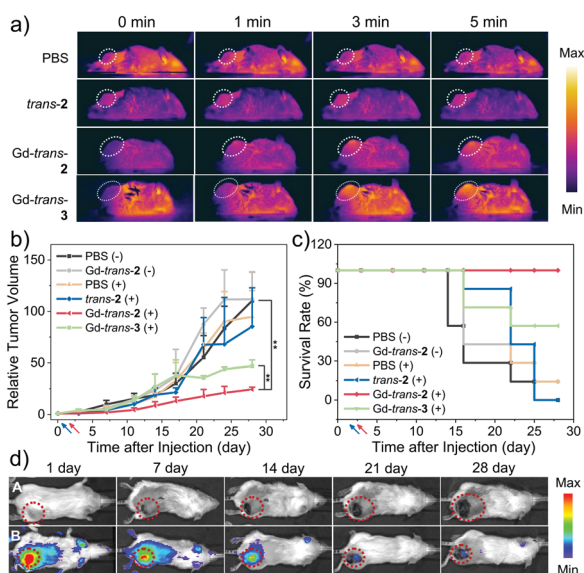 a)
0 min 1 min 3 min 5 min
PBS
trans-2
Gd-trans-
2
Gd-trans-
3
Max
Min
b)
Relative Tumor Volume
150
100
50
0
PBS (-)
Gd-trans-2 (-)
PBS (+)
trans-2 (+)
Gd-trans-2 (+)
Gd-trans-3 (+)
**
**
0 5 10 15 20 25 30
Time after Injection (day)
c)
Survival Rate (%)
120
90
60
30
0
PBS (-)
Gd-trans-2 (-)
PBS (+)
trans-2 (+)
Gd-trans-2 (+)
Gd-trans-3 (+)
0 5 10 15 20 25 30
Time after Injection (day)
d)
1 day 7 day 14 day 21 day 28 day
A
B
Max
Min